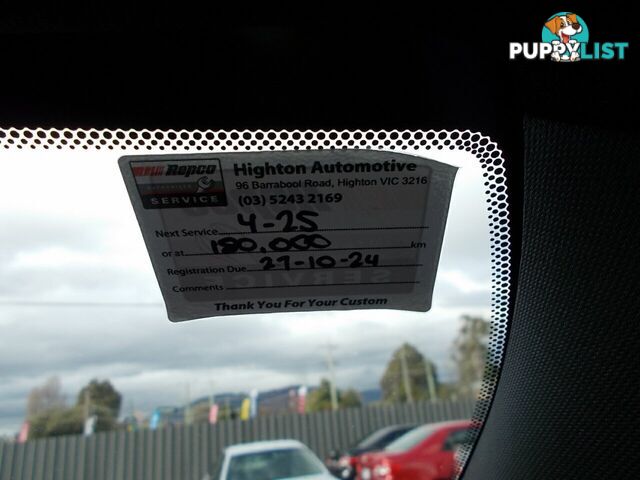 PUPPYLIST
Repco
AUTHORISED
SERVICE
Highton Automotive
96 Barrabool Road, Highton VIC 3216
(03) 5243 2169
Next Service 4-25
or at 180,000 km
Registration Due 27-10-24
Comments
Thank You For Your Custom